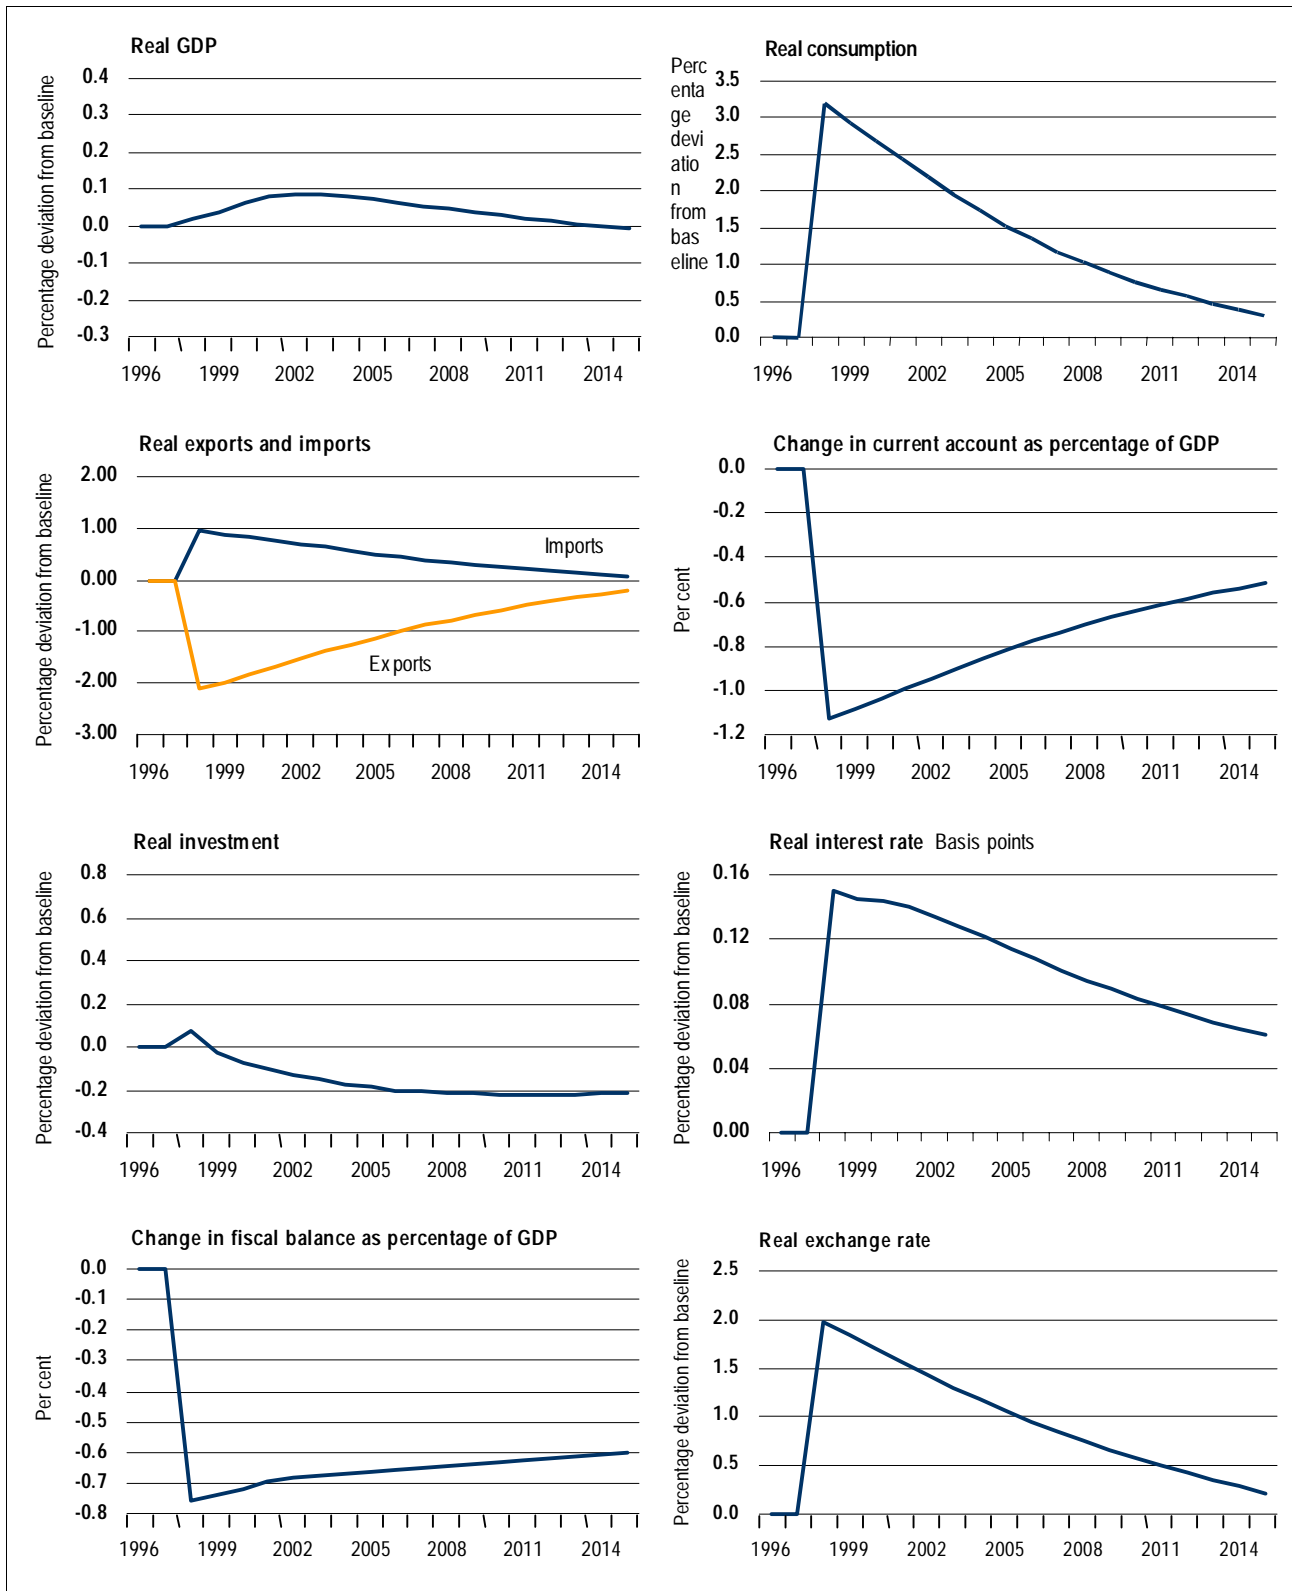 Real GDP
Percentage deviation from baseline
0.4
0.3
0.2
0.1
0.0
-0.1
-0.2
-0.3
1996 1999 2002 2005 2008 2011 2014
Real consumption
Perc
enta
ge
devi
atio
n
from
bas
eline
3.5
3.0
2.5
2.0
1.5
1.0
0.5
0.0
1996 1999 2002 2005 2008 2011 2014
Real exports and imports
Percentage deviation from baseline
2.00
1.00
0.00
-1.00
-2.00
-3.00
Imports
Exports
1996 1999 2002 2005 2008 2011 2014
Change in current account as percentage of GDP
Per cent
0.0
-0.2
-0.4
-0.6
-0.8
-1.0
-1.2
1996 1999 2002 2005 2008 2011 2014
Real investment
Percentage deviation from baseline
0.8
0.6
0.4
0.2
0.0
-0.2
-0.4
1996 1999 2002 2005 2008 2011 2014
Real interest rate Basis points
Percentage deviation from baseline
0.16
0.12
0.08
0.04
0.00
1996 1999 2002 2005 2008 2011 2014
Change in fiscal balance as percentage of GDP
Per cent
0.0
-0.1
-0.2
-0.3
-0.4
-0.5
-0.6
-0.7
-0.8
1996 1999 2002 2005 2008 2011 2014
Real exchange rate
Percentage deviation from baseline
2.5
2.0
1.5
1.0
0.5
0.0
1996 1999 2002 2005 2008 2011 2014